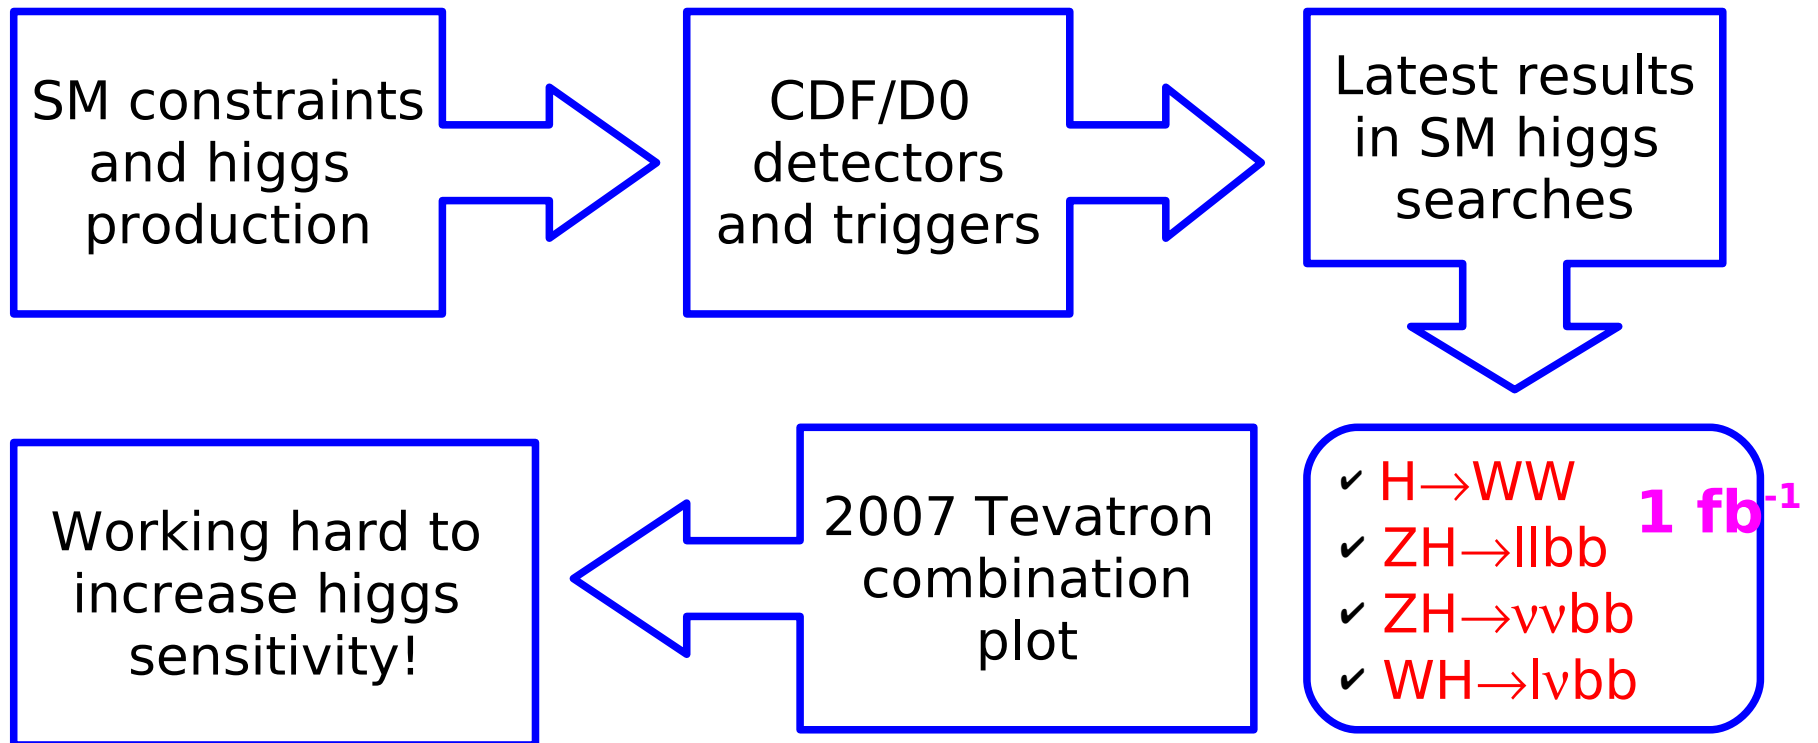 SM constraints
and higgs
production
CDF/D0
detectors
and triggers
Latest results
in SM higgs
searches
✔ H→WW
1 fb⁻¹
✔ ZH→llbb
✔ ZH→ννbb
✔ WH→lνbb
2007 Tevatron
combination
plot
Working hard to
increase higgs
sensitivity!